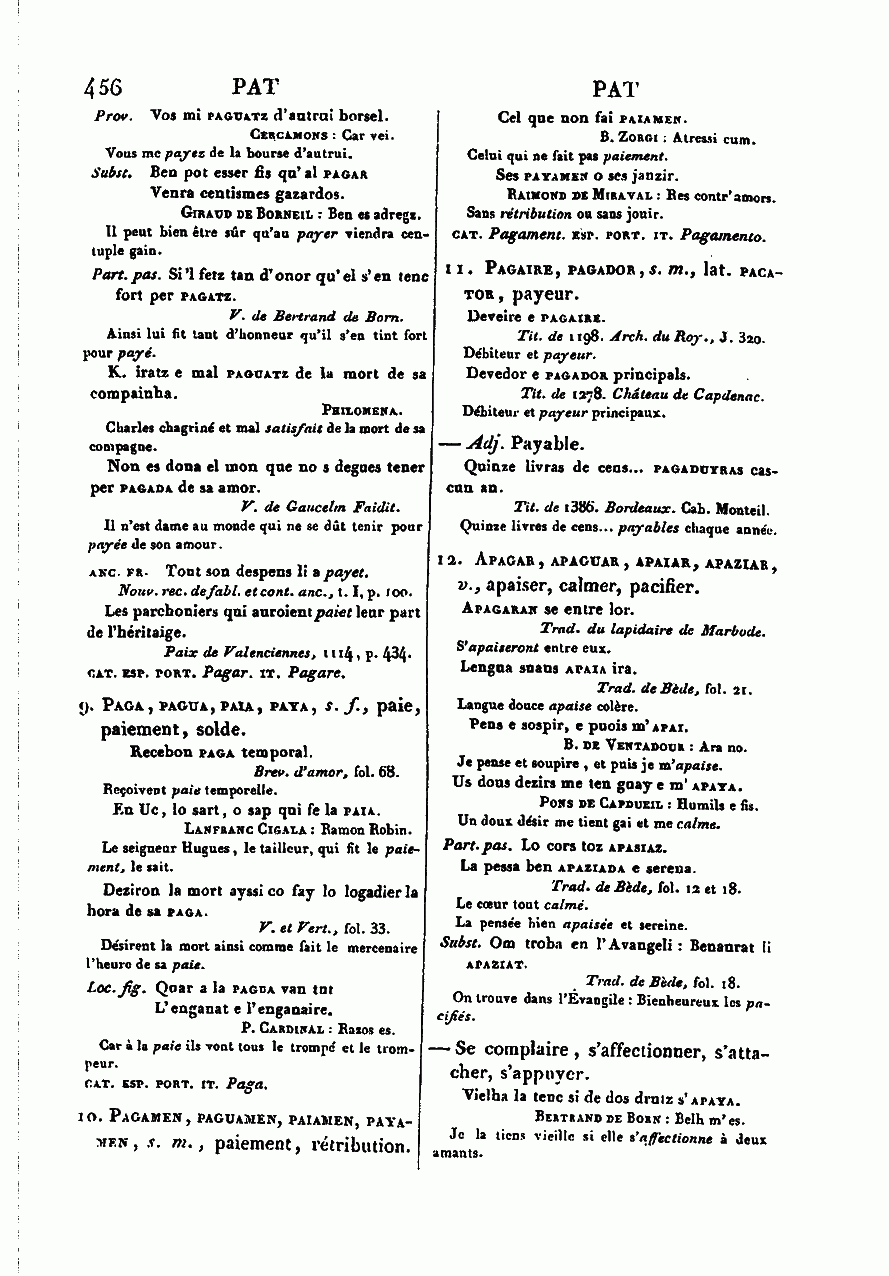 456 PAT PAT
Prov. Vos mi PAGUATZ d'autrui borsel.
CERCAMONS : Car vei.
Vous me payez de la bourse d'autrui.
Subst. Ben pot esser fis qu'al PAGAR
Venra centismes gazardos.
GIRAUD DE BORNEIL : Ben es adregz.
Il peut bien être sûr qu'au payer viendra cen-
tuple gain.
Part. pas. Si'l fetz tan d'onor qu'el s'en tenc
fort per PAGATZ.
V. de Bertrand de Born.
Ainsi lui fit tant d'honneur qu'il s'en tint fort
pour payé.
K. iratz e mal PAGUATZ de la mort de sa
compainha.
PHILOMENA.
Charles chagriné et mal satisfait de la mort de sa
compagne.
Non es dona el mon que no s degues tener
per PAGADA de sa amor.
V. de Gaucelm Faidit.
Il n'est dame au monde qui ne se dût tenir pour
payée de son amour.
ANC. FR. Tout son despens li a payet.
Nouv. rec. de fabl. et cont. anc., t. I, p. 100.
Les parchoniers qui auroient paiet leur part
de l'héritaige.
Paix de Valenciennes, 1114, p. 434.
CAT. ESP. PORT. Pagar. IT. Pagare.
9. PAGA, PAGUA, PAIA, PAYA, s. f., paie,
paiement, solde.
Recebon PAGA temporal.
Brev. d'amor, fol. 68.
Reçoivent paie temporelle.
En Uc, lo sart, o sap qui fe la PAIA.
LANFRANC CIGALA : Ramon Robin.
Le seigneur Hugues, le tailleur, qui fit le paie-
ment, le sait.
Deziron la mort ayssi co fay lo logadier la
hora de sa PAGA.
V. et Vert., fol. 33.
Désirent la mort ainsi comme fait le mercenaire
l'heure de sa paie.
Loc. fig. Quar a la PAGUA van tut
L'enganat e l'enganaire.
P. CARDINAL : Razos es.
Car à la paie ils vont tous le trompé et le trom-
peur.
CAT. ESP. PORT. IT. Paga.
10. PAGAMEN, PAGUAMEN, PAIAMEN, PAYA-
MEN, s. m., paiement, rétribution.
Cel que non fai PAIAMEN.
B. ZORGI : Atressi cum.
Celui qui ne fait pas paiement.
Ses PAYAMEN o ses janzir.
RAIMOND DE MIRAVAL : Res contr'amors.
Sans rétribution ou sans jouir.
CAT. Pagament. ESP. PORT. IT. Pagamento.
11. PAGAIRE, PAGADOR, s. m., lat. PACA-
TOR, payeur.
Deveire e PAGAIRE.
Tit. de 1198. Arch. du Roy., J. 320.
Débiteur et payeur.
Devedor e PAGADOR principals.
Tit. de 1278. Château de Capdenac.
Débiteur et payeur principaux.
— Adj. Payable.
Quinze livras de cens... PAGADUYRAS cas-
cun an.
Tit. de 1386. Bordeaux. Cab. Monteil.
Quinze livres de cens... payables chaque année.
12. APAGAR, APAGUAR, APAIAR, APAZIAR,
v., apaiser, calmer, pacifier.
APAGARAN se entre lor.
Trad. du lapidaire de Marbode.
S'apaiseront entre eux.
Lengua suaus APAIA ira.
Trad. de Bède, fol. 21.
Langue douce apaise colère.
Pens e sospir, e puois m'APAI.
B. DE VENTADOUR : Ara no.
Je pense et soupire, et puis je m'apaise.
Us dous dezirs me ten guay e m' APAYA.
PONS DE CAPDUEIL : Humils e fis.
Un doux désir me tient gai et me calme.
Part. pas. Lo cors toz APASIAZ.
La pessa ben APAZIADA e serena.
Trad. de Bède, fol. 12 et 18.
Le cœur tout calmé.
La pensée bien apaisée et sereine.
Subst. Om troba en l'Avangeli : Benaurat li
APAZIAT.
Trad. de Bède, fol. 18.
On trouve dans l'Évangile : Bienheureux les pa-
cifiés.
— Se complaire, s'affectionner, s'atta-
cher, s'appuyer.
Vielha la tenc si de dos drutz s'APAYA.
BERTRAND DE BORN : Belh m'es.
Je la tiens vieille si elle s'affectionne à deux
amants.